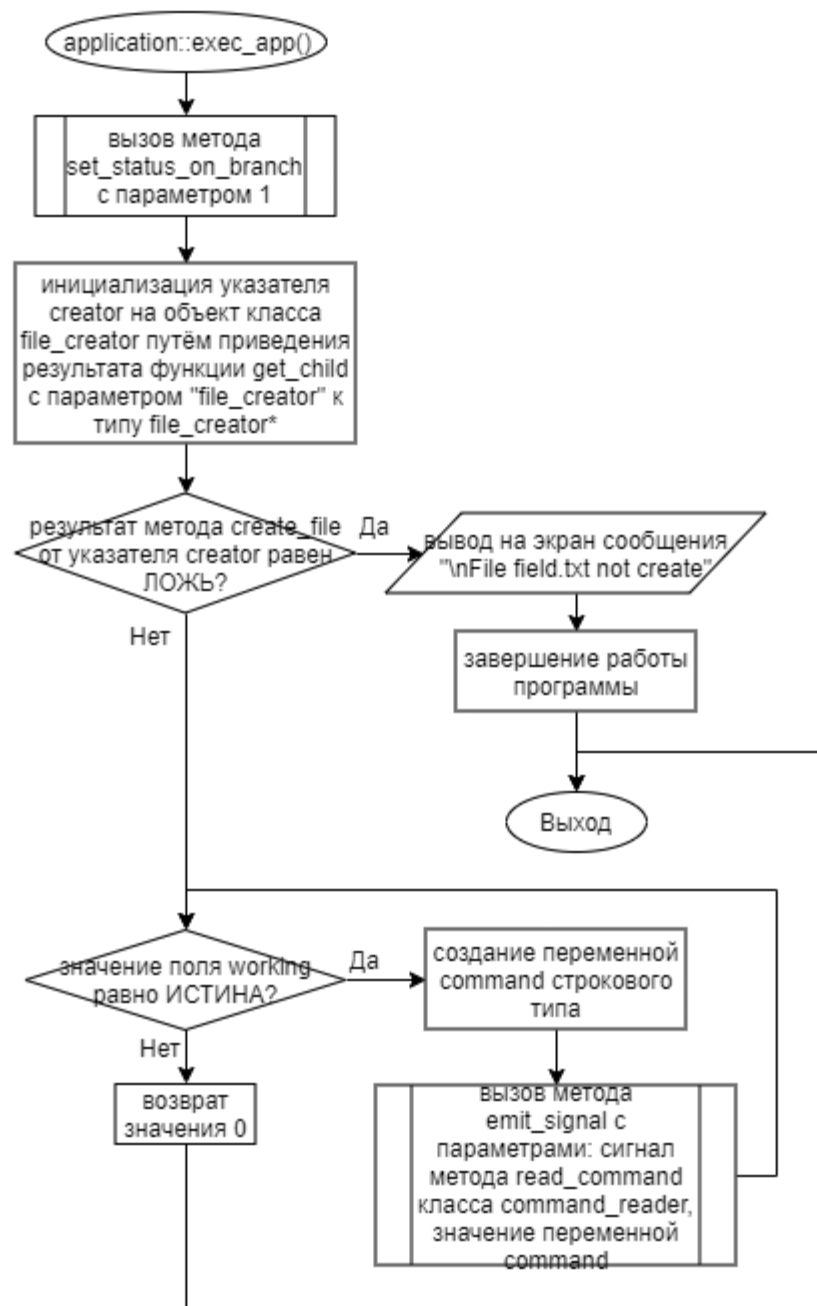 application::exec_app()
вызов метода
set_status_on_branch
с параметром 1
инициализация указателя
creator на объект класса
file_creator путём приведения
результата функции get_child
с параметром "file_creator" к
типу file_creator*
результат метода create_file
от указателя creator равен
ЛОЖЬ?
Да
вывод на экран сообщения
"\nFile field.txt not create"
Нет
завершение работы
программы
Выход
значение поля working
равно ИСТИНА?
Да
создание переменной
command строкового
типа
Нет
возврат
значения 0
вызов метода
emit_signal с
параметрами: сигнал
метода read_command
класса command_reader,
значение переменной
command